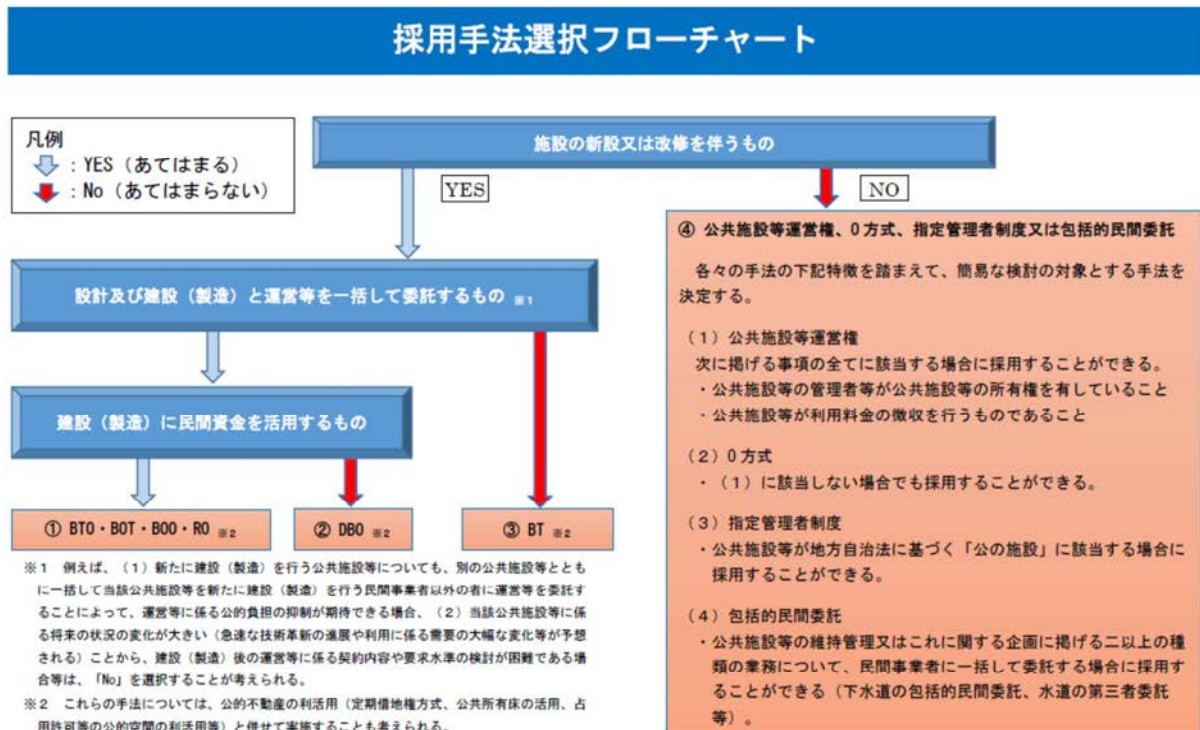 採用手法選択フローチャート
凡例
：YES（あてはまる）
：No（あてはまらない）
施設の新設又は改修を伴うもの
YES
NO
設計及び建設（製造）と運営等を一括して委託するもの ※1
建設（製造）に民間資金を活用するもの
① BTO・BOT・BOO・RO ※2
② DBO ※2
③ BT ※2
※1　例えば、（1）新たに建設（製造）を行う公共施設等についても、別の公共施設等ととも
に一括して当該公共施設等を新たに建設（製造）を行う民間事業者以外の者に運営等を委託す
ることによって、運営等に係る公的負担の抑制が期待できる場合、（2）当該公共施設等に係
る将来の状況の変化が大きい（急速な技術革新の進展や利用に係る需要の大幅な変化等が予想
される）ことから、建設（製造）後の運営等に係る契約内容や要求水準の検討が困難である場
合等は、「No」を選択することが考えられる。
※2　これらの手法については、公的不動産の利活用（定期借地権方式、公共所有床の活用、占
用許可等の公的空間の利活用等）と併せて実施することも考えられる。
④ 公共施設等運営権、O方式、指定管理者制度又は包括的民間委託
各々の手法の下記特徴を踏まえて、簡易な検討の対象とする手法を
決定する。
（1）公共施設等運営権
次に掲げる事項の全てに該当する場合に採用することができる。
・公共施設等の管理者等が公共施設等の所有権を有していること
・公共施設等が利用料金の徴収を行うものであること
（2）O方式
・（1）に該当しない場合でも採用することができる。
（3）指定管理者制度
・公共施設等が地方自治法に基づく「公の施設」に該当する場合に
採用することができる。
（4）包括的民間委託
・公共施設等の維持管理又はこれに関する企画に掲げる二以上の種
類の業務について、民間事業者に一括して委託する場合に採用す
ることができる（下水道の包括的民間委託、水道の第三者委託
等）。